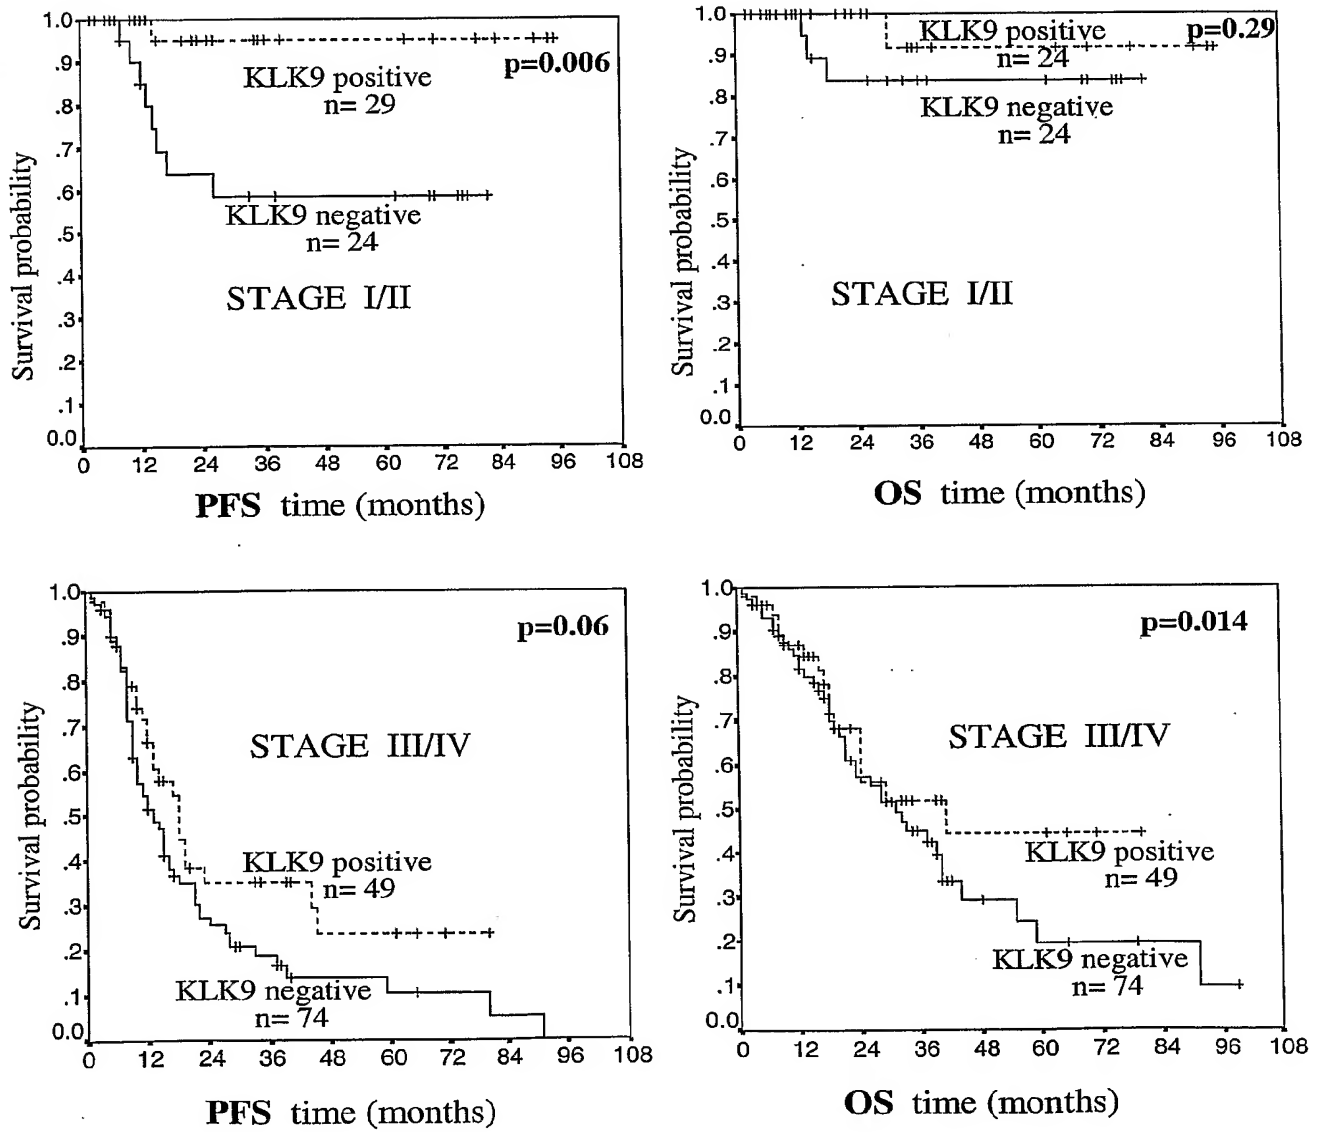 1.0
.9
.8
.7
.6
.5
.4
.3
.2
.1
0.0
Survival probability
KLK9 positive
n= 29
p=0.006
KLK9 negative
n= 24
STAGE I/II
0 12 24 36 48 60 72 84 96 108
PFS time (months)
1.0
.9
.8
.7
.6
.5
.4
.3
.2
.1
0.0
Survival probability
KLK9 positive
n= 24
p=0.29
KLK9 negative
n= 24
STAGE I/II
0 12 24 36 48 60 72 84 96 108
OS time (months)
1.0
.9
.8
.7
.6
.5
.4
.3
.2
.1
0.0
Survival probability
p=0.06
STAGE III/IV
KLK9 positive
n= 49
KLK9 negative
n= 74
0 12 24 36 48 60 72 84 96 108
PFS time (months)
1.0
.9
.8
.7
.6
.5
.4
.3
.2
.1
0.0
Survival probability
p=0.014
STAGE III/IV
KLK9 positive
n= 49
KLK9 negative
n= 74
0 12 24 36 48 60 72 84 96 108
OS time (months)